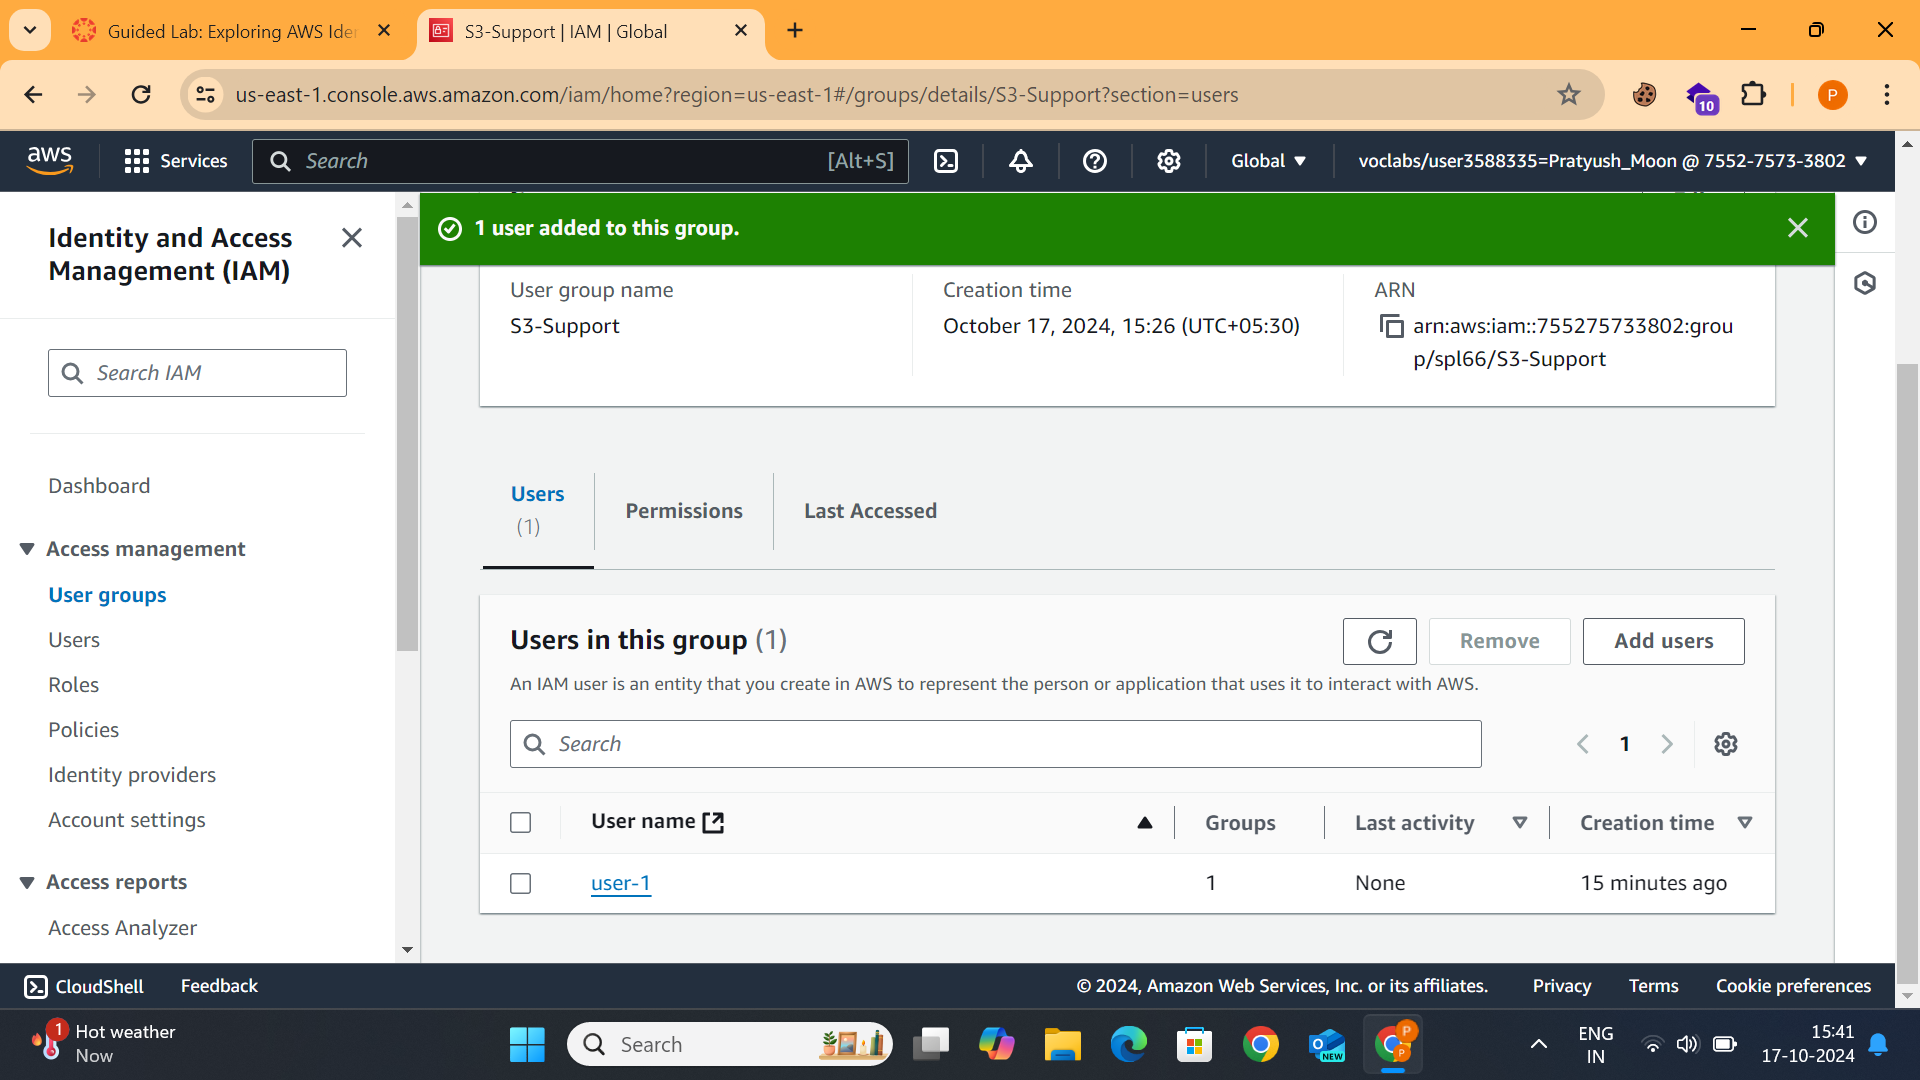 Guided Lab: Exploring AWS Ide
S3-Support | IAM | Global
us-east-1.console.aws.amazon.com/iam/home?region=us-east-1#/groups/details/S3-Support?section=users
10
P
aws
Services
Search
[Alt+S]
Global
voclabs/user3588335=Pratyush_Moon @ 7552-7573-3802
Identity and Access
Management (IAM)
Search IAM
Dashboard
Access management
User groups
Users
Roles
Policies
Identity providers
Account settings
Access reports
Access Analyzer
1 user added to this group.
User group name
S3-Support
Creation time
October 17, 2024, 15:26 (UTC+05:30)
ARN
arn:aws:iam::755275733802:grou
p/spl66/S3-Support
Users
(1)
Permissions
Last Accessed
Users in this group (1)
Remove
Add users
An IAM user is an entity that you create in AWS to represent the person or application that uses it to interact with AWS.
Search
1
User name
Groups
Last activity
Creation time
user-1
1
None
15 minutes ago
CloudShell
Feedback
© 2024, Amazon Web Services, Inc. or its affiliates.
Privacy
Terms
Cookie preferences
1
Hot weather
Now
Search
O
NEW
P
P
ENG
IN
15:41
17-10-2024